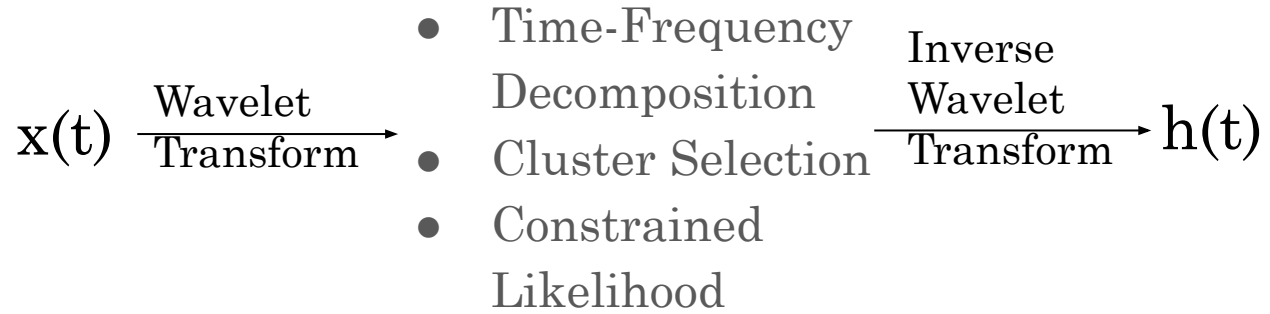 x(t)
Wavelet
Transform
● Time-Frequency
Decomposition
● Cluster Selection
● Constrained
Likelihood
Inverse
Wavelet
Transform
h(t)